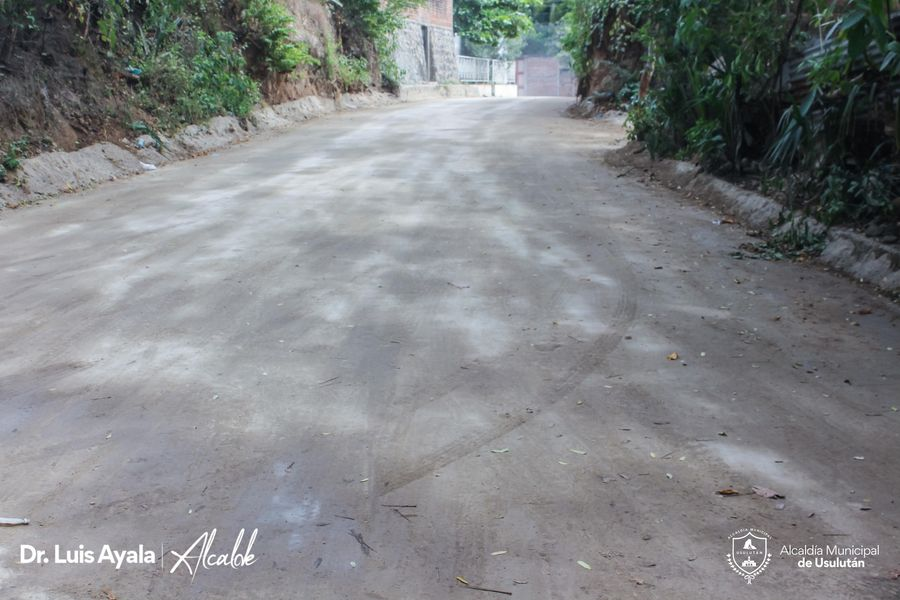 Dr. Luis Ayala | Alcalde
Alcaldía Municipal
de Usulután